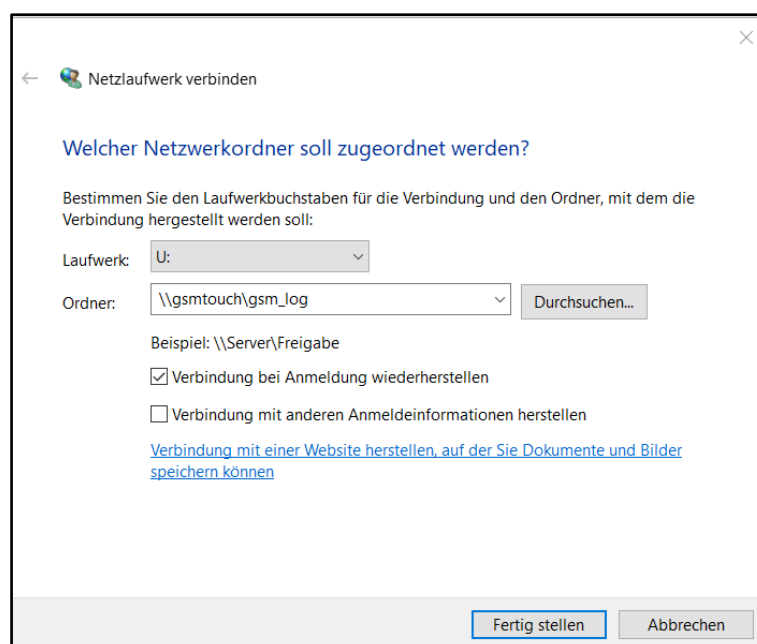 Netzlaufwerk verbinden
Welcher Netzwerkordner soll zugeordnet werden?
Bestimmen Sie den Laufwerkbuchstaben für die Verbindung und den Ordner, mit dem die
Verbindung hergestellt werden soll:
Laufwerk: U:
Ordner: \\gsmtouch\gsm_log Durchsuchen...
Beispiel: \\Server\Freigabe
Verbindung bei Anmeldung wiederherstellen
Verbindung mit anderen Anmeldeinformationen herstellen
Verbindung mit einer Website herstellen, auf der Sie Dokumente und Bilder
speichern können
Fertig stellen Abbrechen